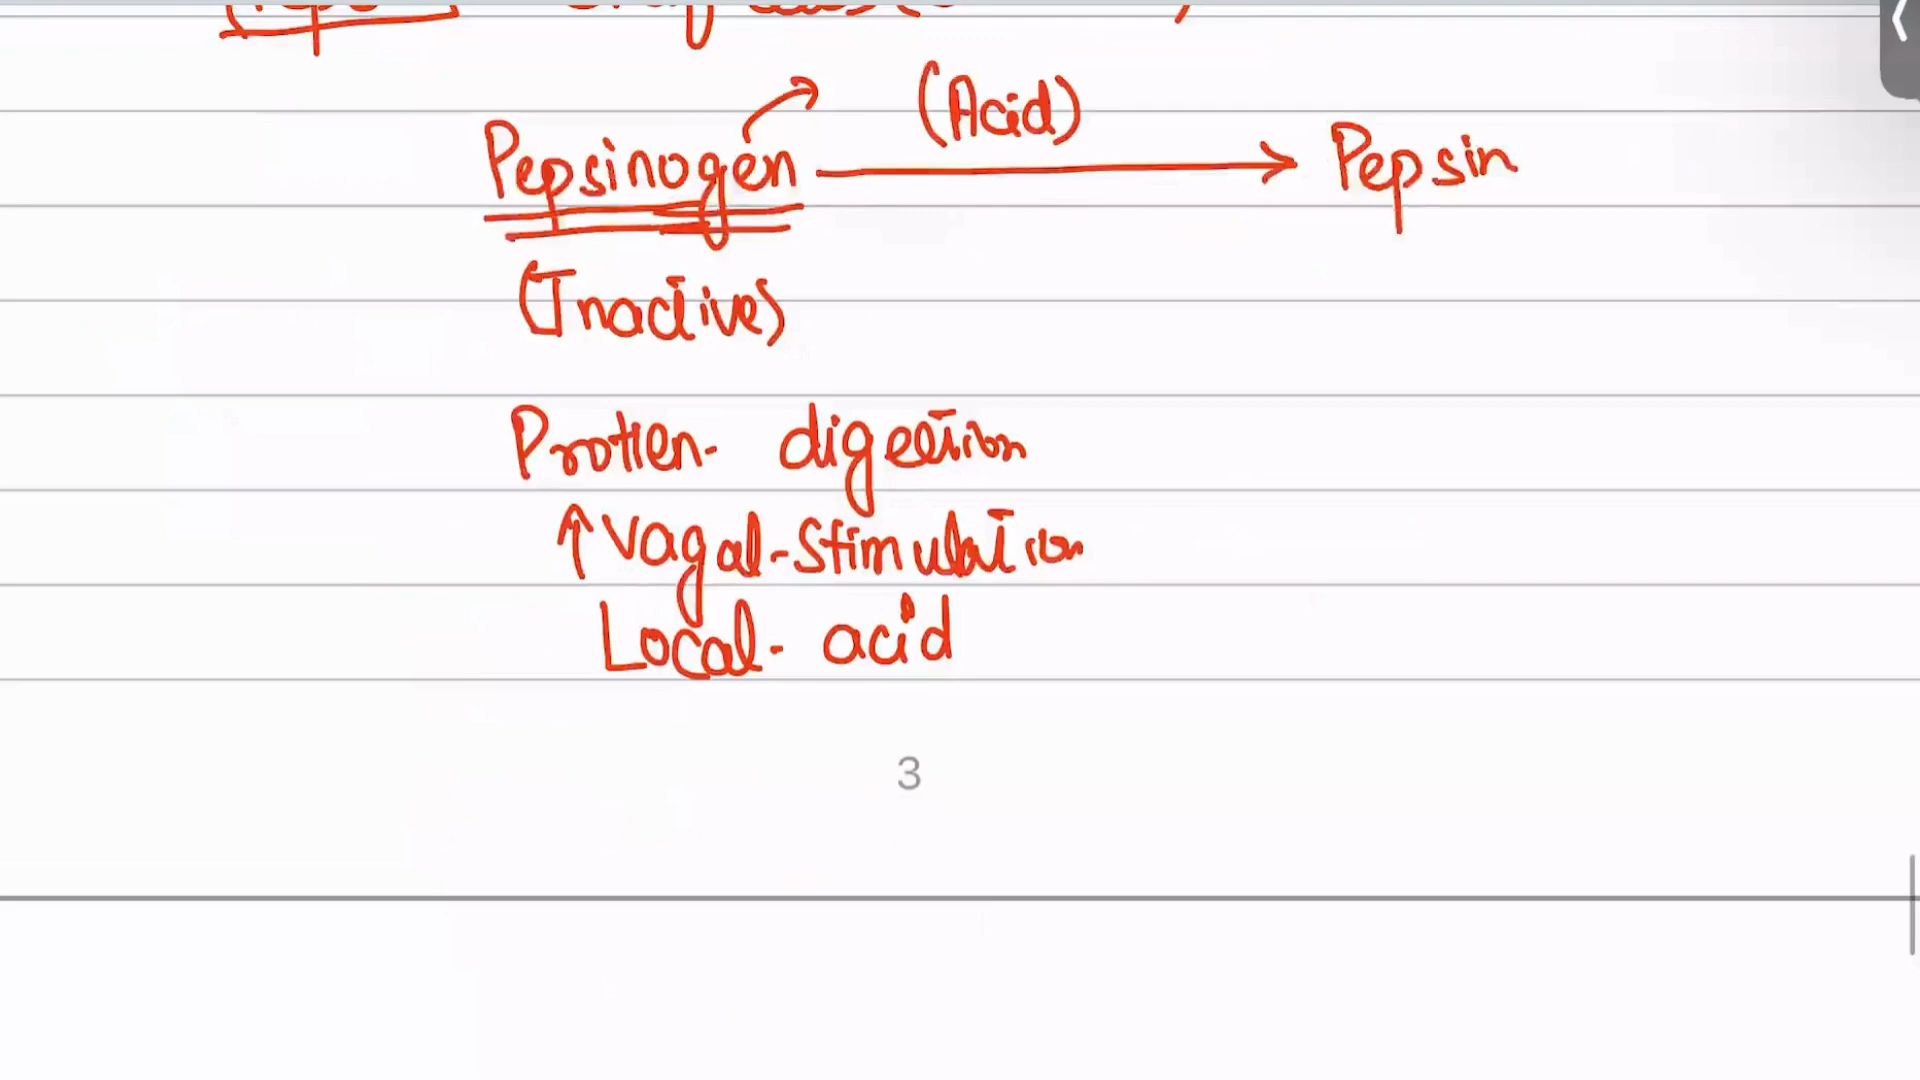 (Acid)
Pepsinogen → Pepsin
(Inactive)
Protien- digestion
↑ Vagal-Stimulation
Local- acid
3